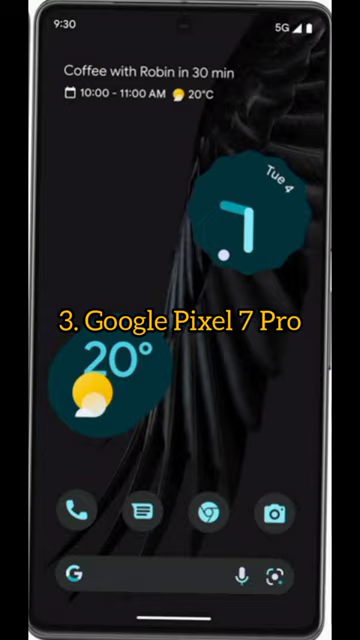 9:30 5G
Coffee with Robin in 30 min
10:00 - 11:00 AM 20°C
Tue 4
3. Google Pixel 7 Pro
20°
G